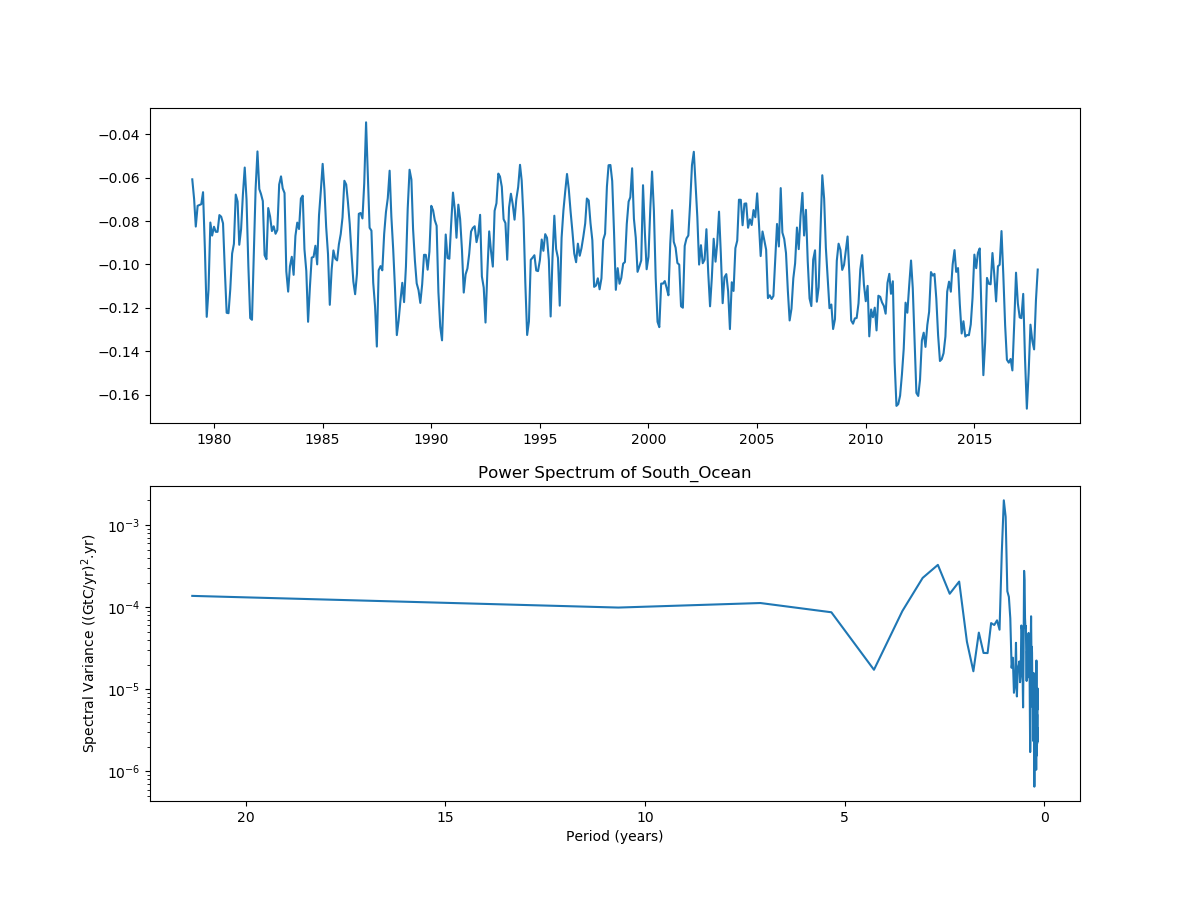 −0.04
−0.06
−0.08
−0.10
−0.12
−0.14
−0.16
1980 1985 1990 1995 2000 2005 2010 2015
Power Spectrum of South_Ocean
Spectral Variance ((GtC/yr)².yr)
10⁻³
10⁻⁴
10⁻⁵
10⁻⁶
20 15 10 5 0
Period (years)